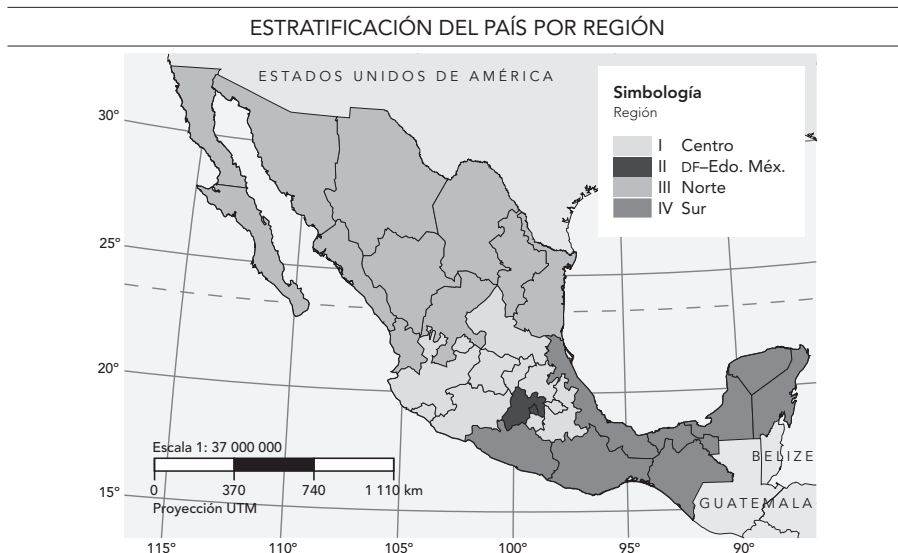 ESTRATIFICACIÓN DEL PAÍS POR REGIÓN
ESTADOS UNIDOS DE AMÉRICA
Simbología
Región
I Centro
II DF–Edo. Méx.
III Norte
IV Sur
30°
25°
20°
15°
Escala 1: 37 000 000
0 370 740 1 110 km
Proyección UTM
BELIZE
GUATEMALA
115° 110° 105° 100° 95° 90°